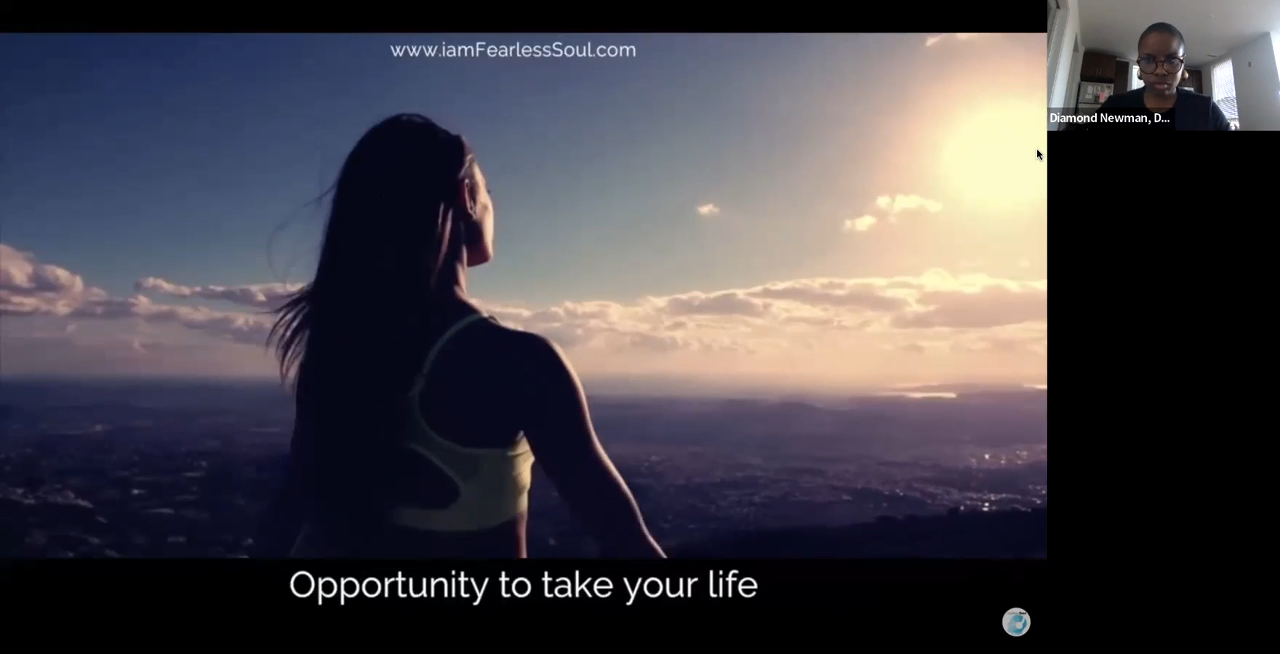 www.iamFearlessSoul.com
Diamond Newman, D...
Opportunity to take your life